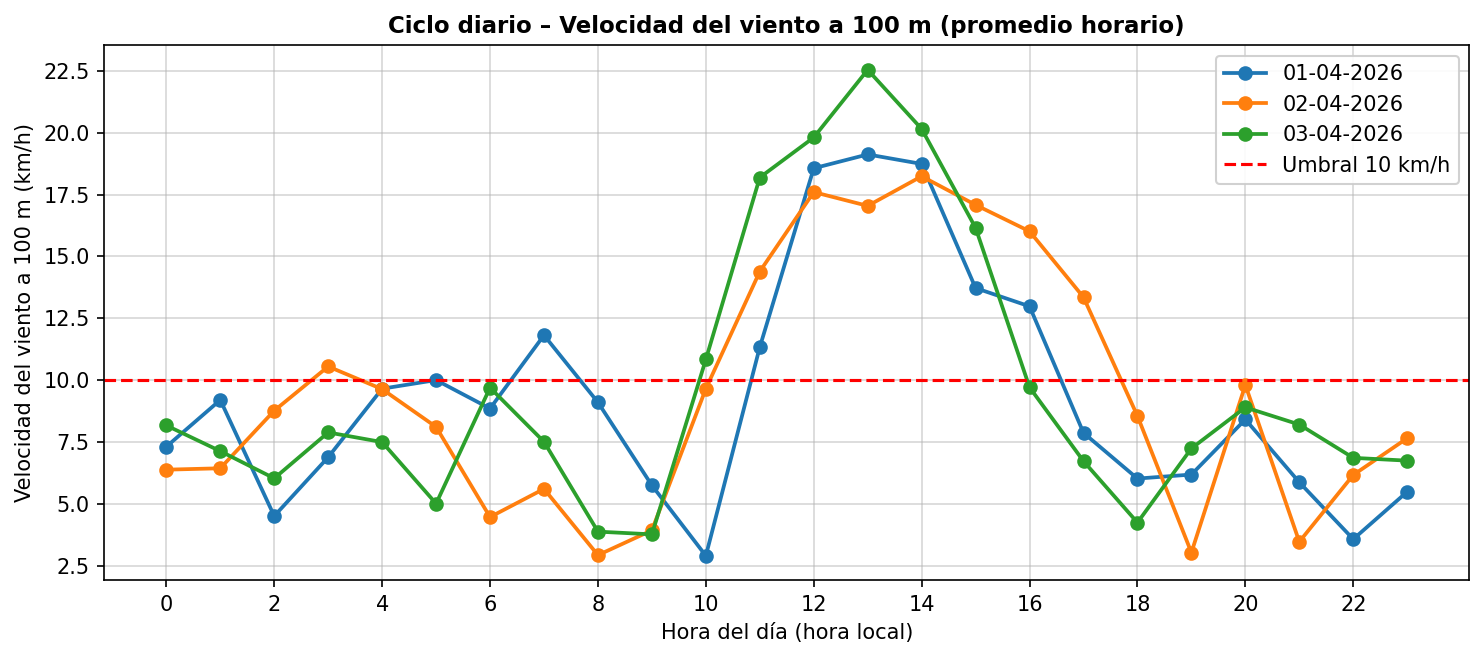 Ciclo diario – Velocidad del viento a 100 m (promedio horario)
Velocidad del viento a 100 m (km/h)
22.5
20.0
17.5
15.0
12.5
10.0
7.5
5.0
2.5
01-04-2026
02-04-2026
03-04-2026
Umbral 10 km/h
0 2 4 6 8 10 12 14 16 18 20 22
Hora del día (hora local)